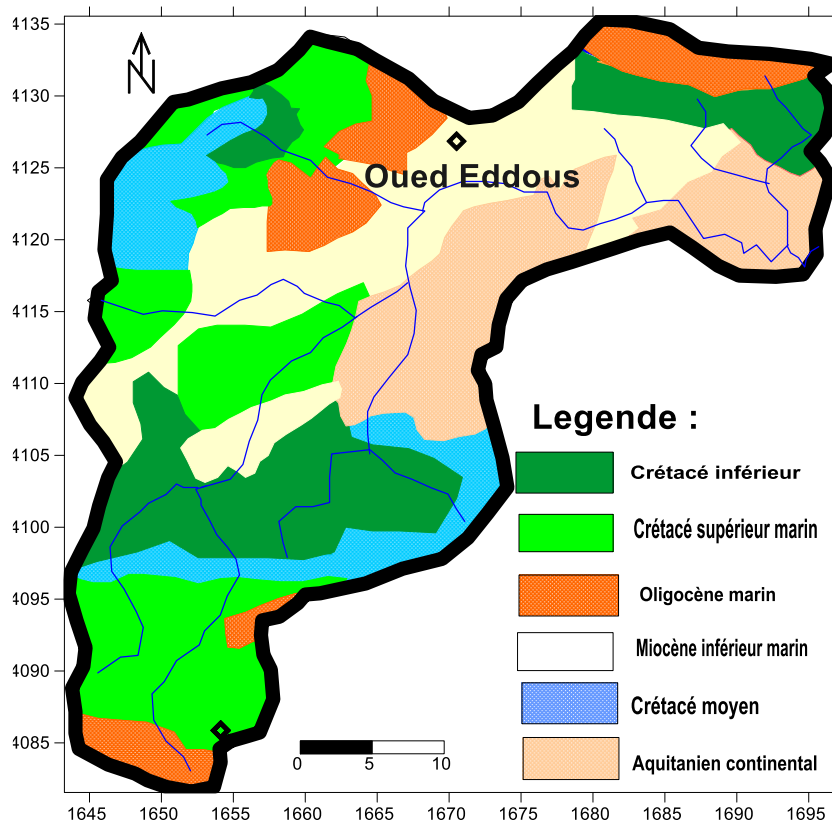 4135
4130
4125
4120
4115
4110
4105
4100
4095
4090
4085
N
Oued Eddous
Legende :
Crétacé inférieur
Crétacé supérieur marin
Oligocène marin
Miocène inférieur marin
Crétacé moyen
Aquitanien continental
0 5 10
1645 1650 1655 1660 1665 1670 1675 1680 1685 1690 1695